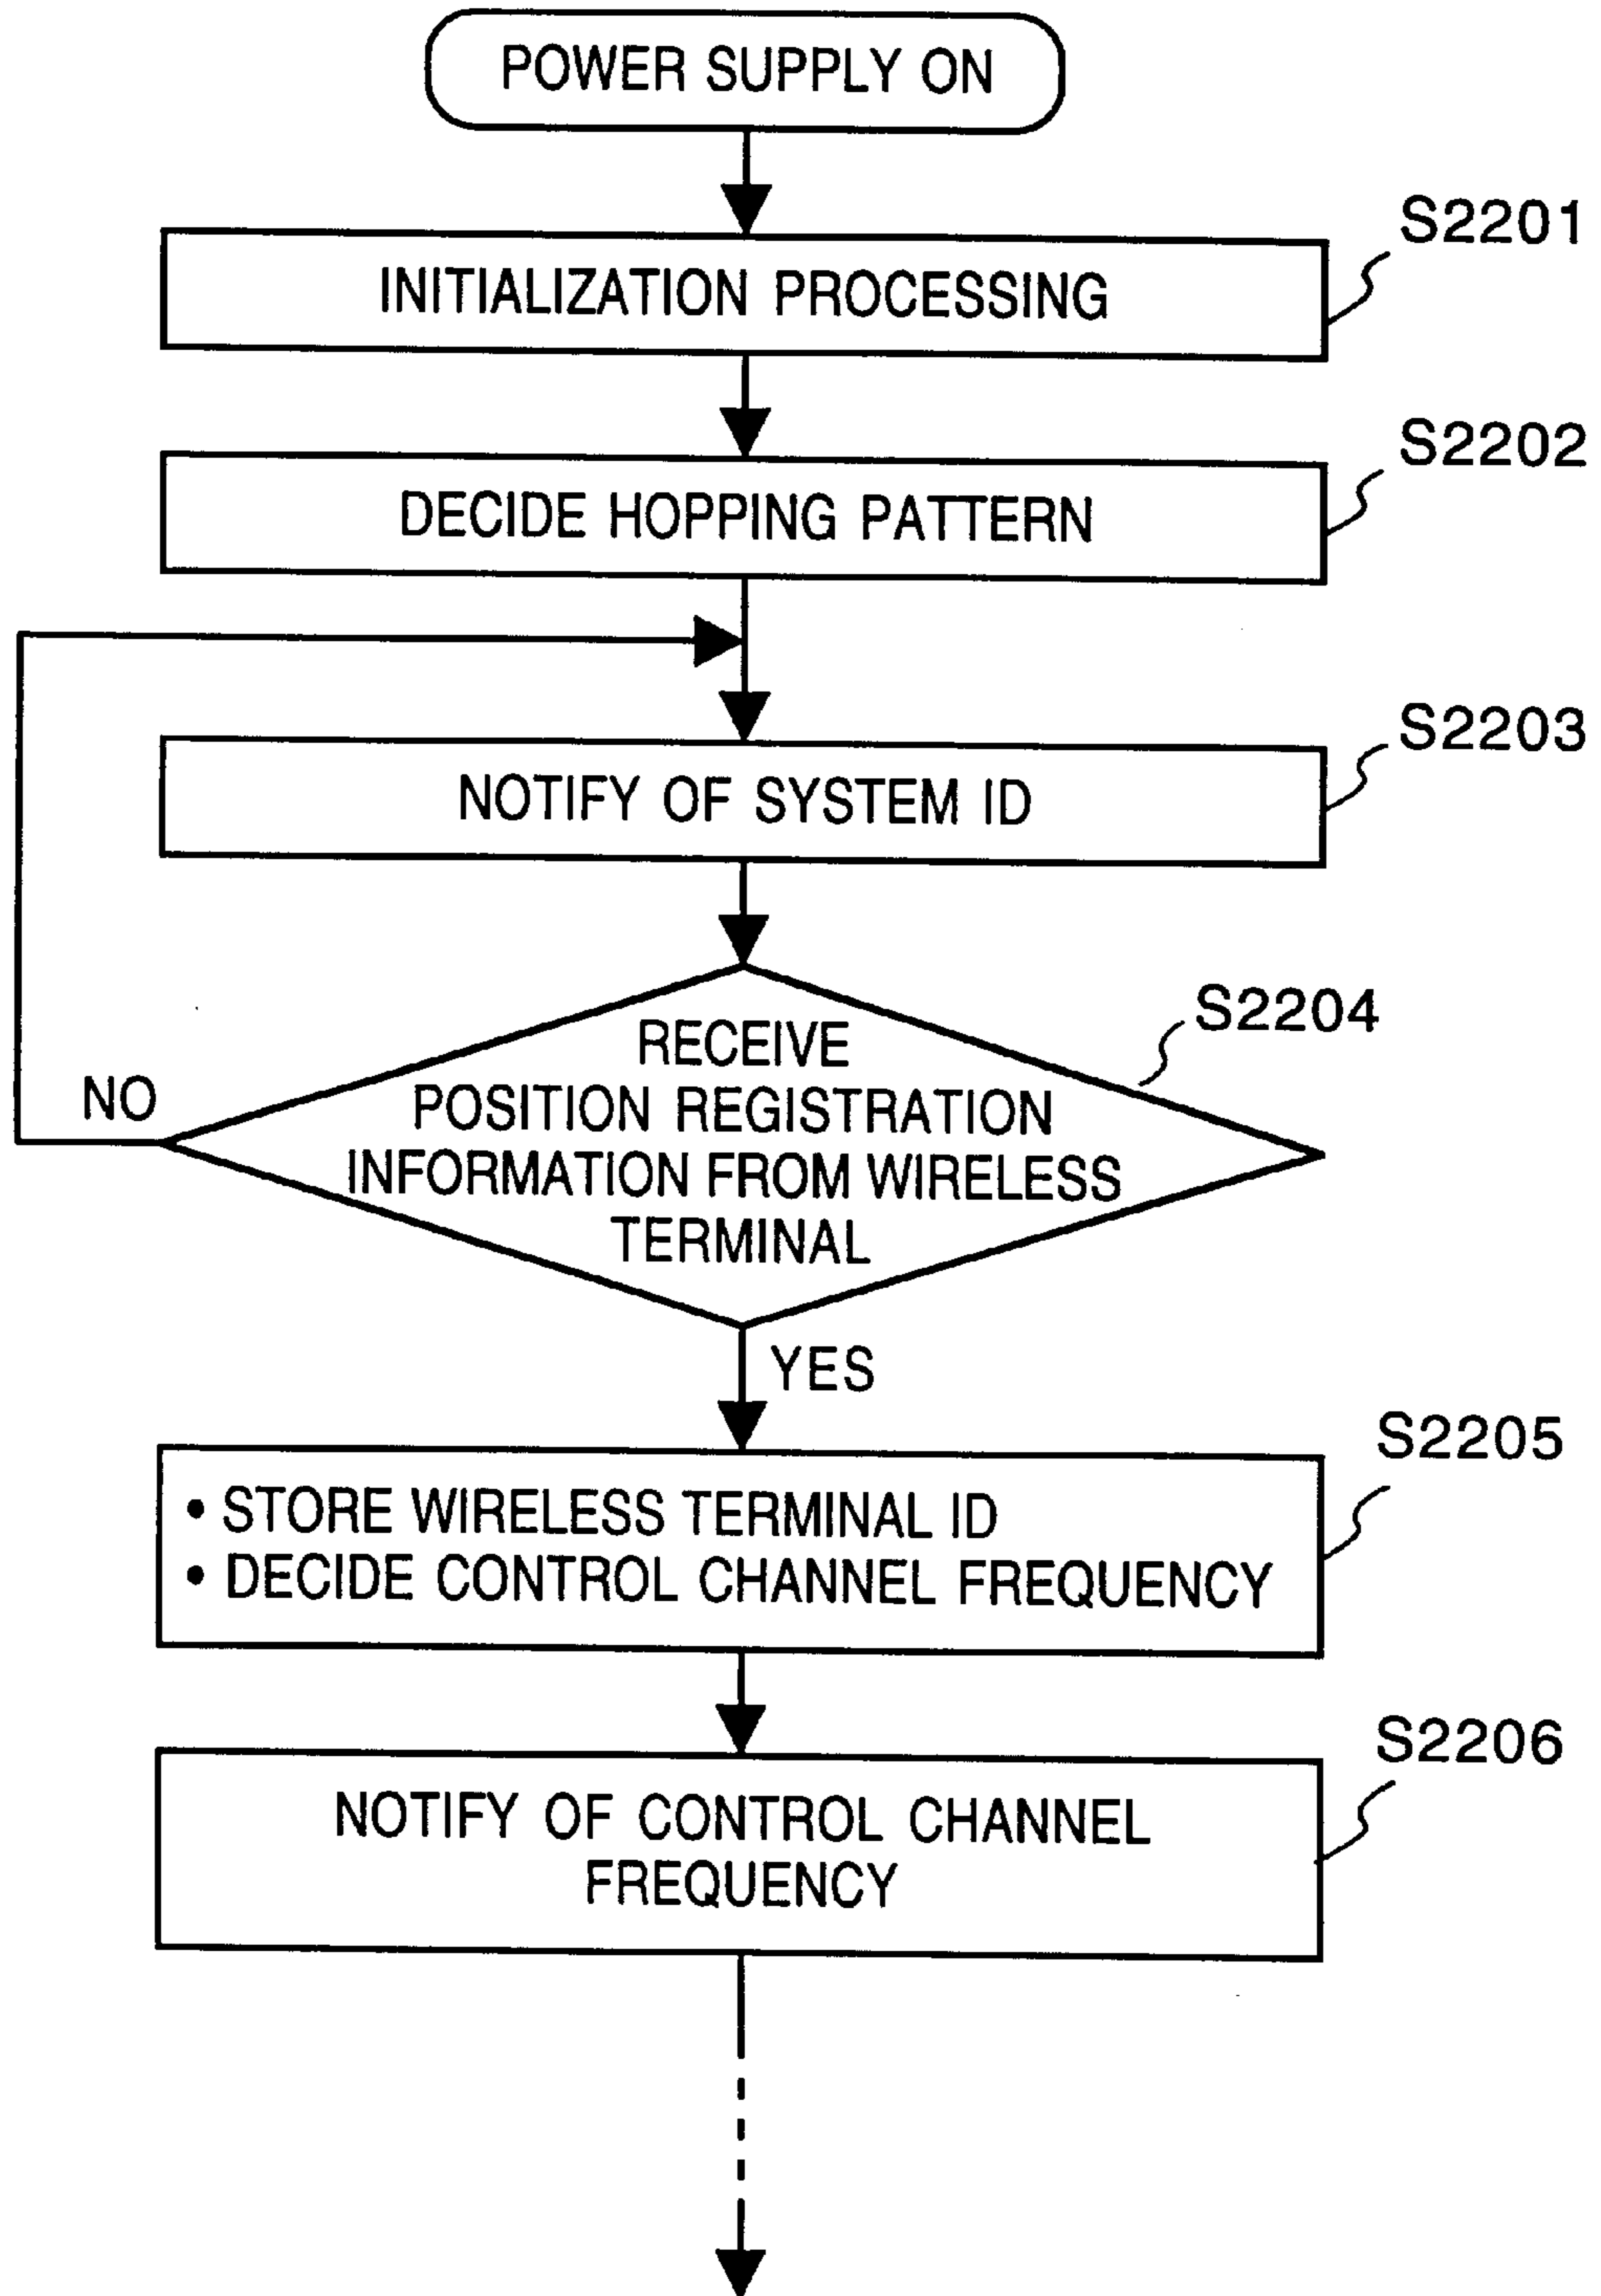 POWER SUPPLY ON
S2201
INITIALIZATION PROCESSING
S2202
DECIDE HOPPING PATTERN
S2203
NOTIFY OF SYSTEM ID
S2204
RECEIVE
POSITION REGISTRATION
INFORMATION FROM WIRELESS
TERMINAL
NO
YES
S2205
• STORE WIRELESS TERMINAL ID
• DECIDE CONTROL CHANNEL FREQUENCY
S2206
NOTIFY OF CONTROL CHANNEL
FREQUENCY